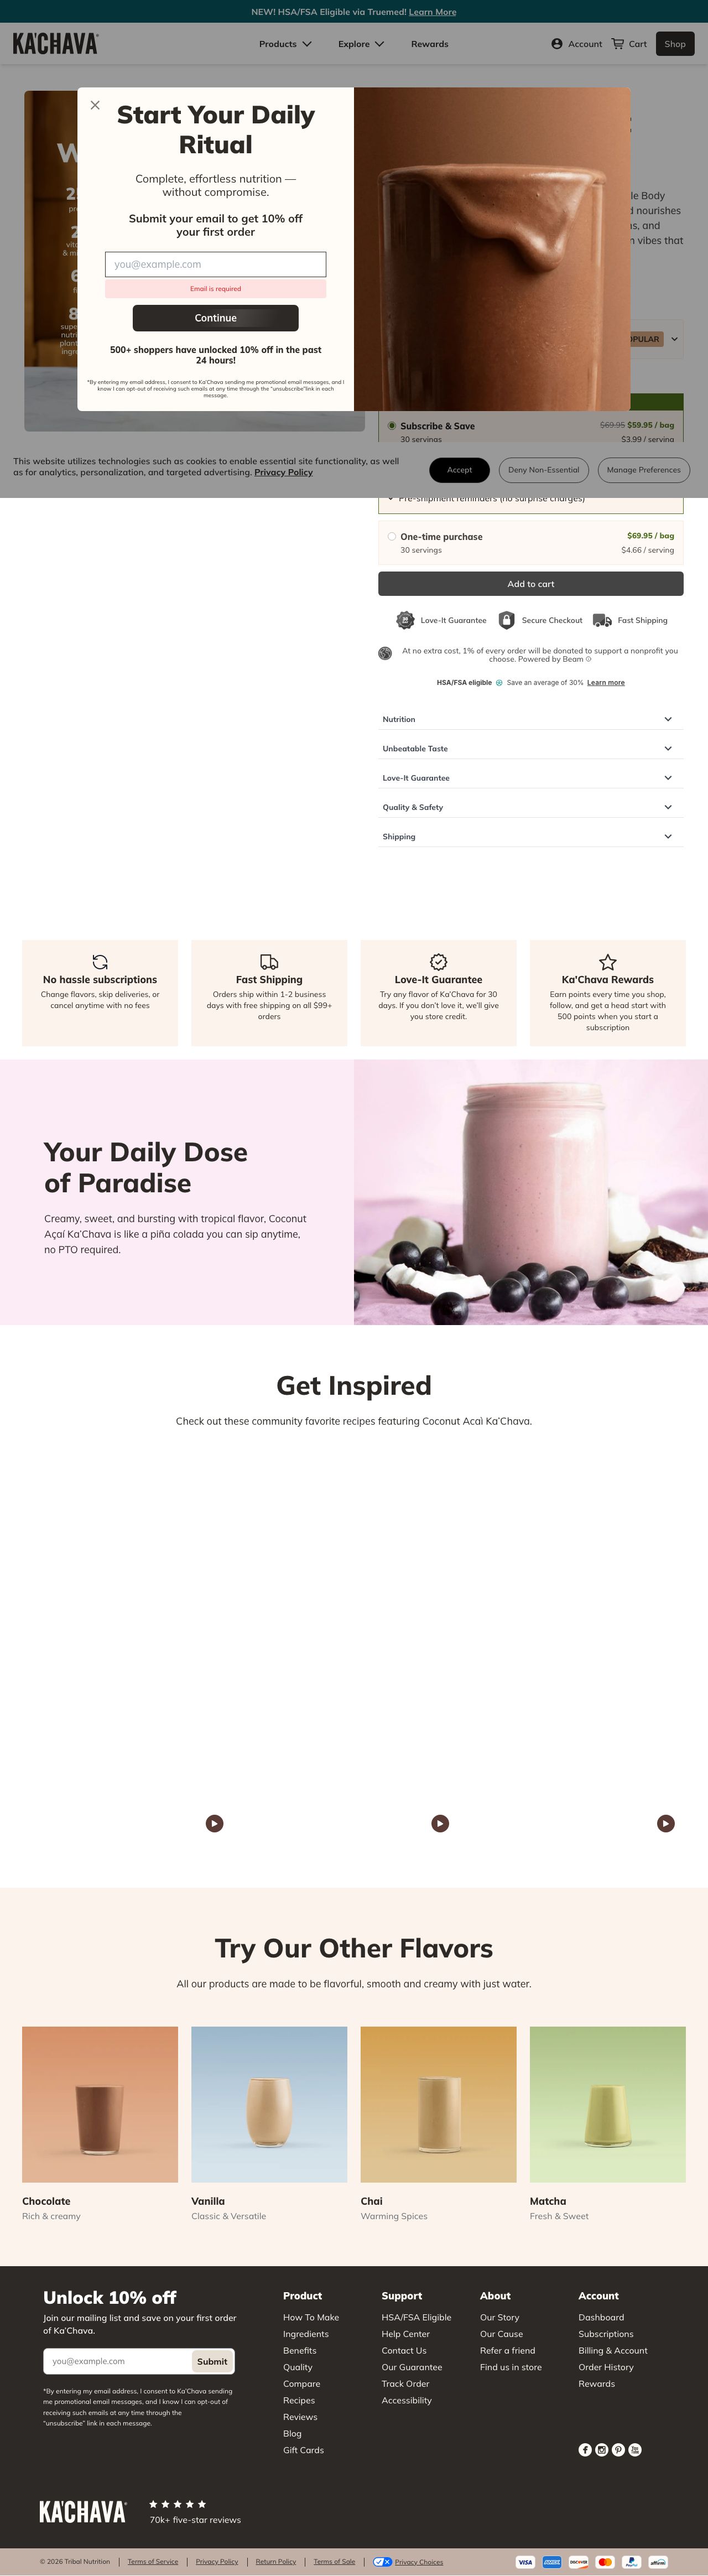 NEW! HSA/FSA Eligible via Truemed! Learn More
KA'CHAVA®
Products
Explore
Rewards
Account
Cart
Shop
Start Your Daily
Ritual
Complete, effortless nutrition —
without compromise.
Submit your email to get 10% off
your first order
you@example.com
Email is required
Continue
500+ shoppers have unlocked 10% off in the past
24 hours!
*By entering my email address, I consent to Ka'Chava sending me promotional email messages, and I
know I can opt-out of receiving such emails at any time through the "unsubscribe"link in each
message.
le Body
nourishes
and
vibes that
Subscribe & Save
$69.95 $59.95 / bag
30 servings
$3.99 / serving
This website utilizes technologies such as cookies to enable essential site functionality, as well
as for analytics, personalization, and targeted advertising. Privacy Policy
Accept
Deny Non-Essential
Manage Preferences
Pre-shipment reminders (no surprise charges)
One-time purchase
$69.95 / bag
30 servings
$4.66 / serving
Add to cart
Love-It Guarantee
Secure Checkout
Fast Shipping
At no extra cost, 1% of every order will be donated to support a nonprofit you
choose. Powered by Beam
HSA/FSA eligible
Save an average of 30%
Learn more
Nutrition
Unbeatable Taste
Love-It Guarantee
Quality & Safety
Shipping
No hassle subscriptions
Change flavors, skip deliveries, or
cancel anytime with no fees
Fast Shipping
Orders ship within 1-2 business
days with free shipping on all $99+
orders
Love-It Guarantee
Try any flavor of Ka'Chava for 30
days. If you don't love it, we'll give
you store credit.
Ka'Chava Rewards
Earn points every time you shop,
follow, and get a head start with
500 points when you start a
subscription
Your Daily Dose
of Paradise
Creamy, sweet, and bursting with tropical flavor, Coconut
Açaí Ka'Chava is like a piña colada you can sip anytime,
no PTO required.
Get Inspired
Check out these community favorite recipes featuring Coconut Acaì Ka'Chava.
Try Our Other Flavors
All our products are made to be flavorful, smooth and creamy with just water.
Chocolate
Rich & creamy
Vanilla
Classic & Versatile
Chai
Warming Spices
Matcha
Fresh & Sweet
Unlock 10% off
Join our mailing list and save on your first order
of Ka'Chava.
you@example.com
Submit
*By entering my email address, I consent to Ka'Chava sending
me promotional email messages, and I know I can opt-out of
receiving such emails at any time through the
"unsubscribe" link in each message.
Product
How To Make
Ingredients
Benefits
Quality
Compare
Recipes
Reviews
Blog
Gift Cards
Support
HSA/FSA Eligible
Help Center
Contact Us
Our Guarantee
Track Order
Accessibility
About
Our Story
Our Cause
Refer a friend
Find us in store
Account
Dashboard
Subscriptions
Billing & Account
Order History
Rewards
KA'CHAVA®
70k+ five-star reviews
© 2026 Tribal Nutrition
Terms of Service
Privacy Policy
Return Policy
Terms of Sale
Privacy Choices
VISA
DISCOVER
PayPal
affirm